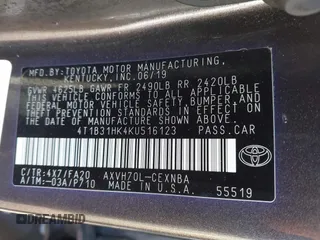 MFD. BY: TOYOTA MOTOR MANUFACTURING,
KENTUCKY, INC. 06/19
GVWR 4625LB GAWR FR 2490LB RR 2420LB
THIS VEHICLE CONFORMS TO ALL APPLICABLE
FEDERAL MOTOR VEHICLE SAFETY, BUMPER, AND
THEFT PREVENTION STANDARDS IN EFFECT ON
THE DATE OF MANUFACTURE SHOWN ABOVE.
4T1B31HK4KU516123 PASS.CAR
C/TR: 4X7/FA20 AXVH70L-CEXNBA
A/TM: -03A/P710 MADE IN U.S.A.
TOYOTA
55519
DREAMBID